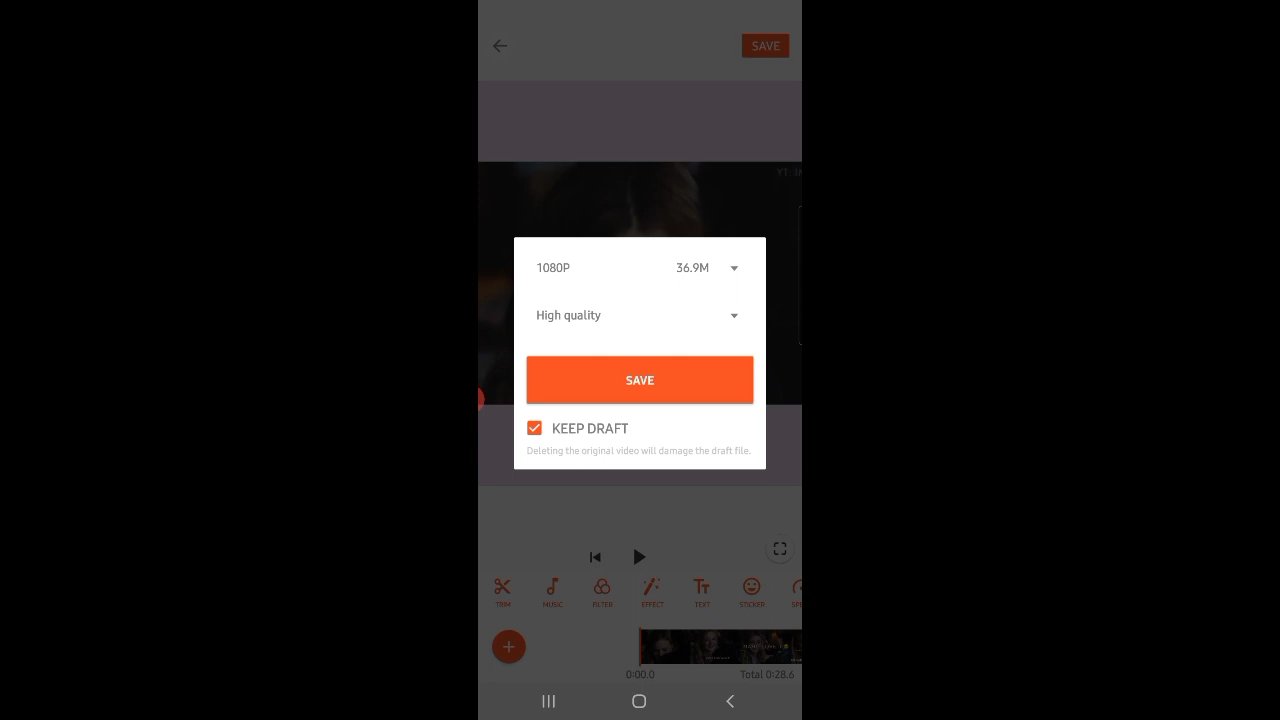 SAVE
YT:
1080P 36.9M
High quality
SAVE
KEEP DRAFT
Deleting the original video will damage the draft file.
TRIM MUSIC FILTER EFFECT TEXT STICKER
0:00.0 Total 0:28.6